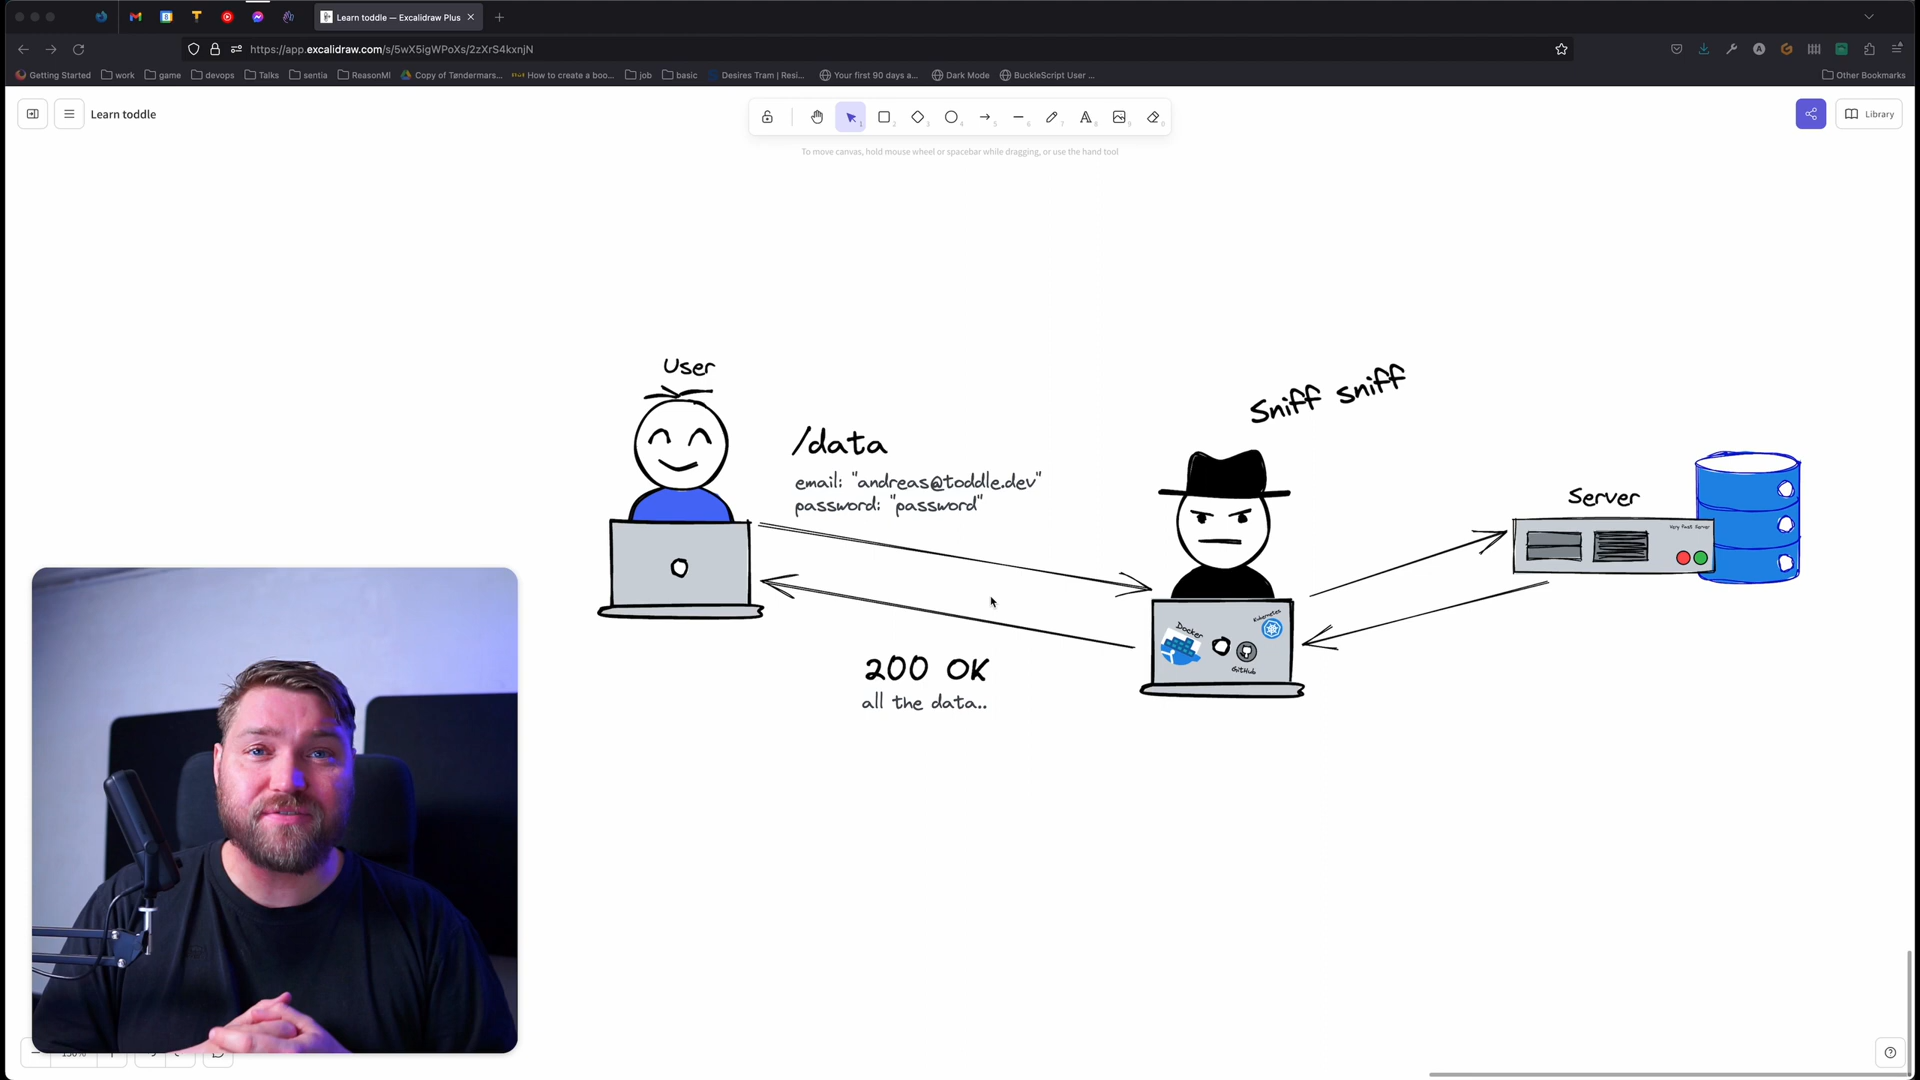 Learn toddle — Excalidraw Plus
https://app.excalidraw.com/s/5wX5igWPoXs/2zXrS4kxnjN
Getting Started
work
game
devops
Talks
sentia
ReasonMl
Copy of Tøndermars...
How to create a boo...
job
basic
Desires Tram | Resi...
Your first 90 days a...
Dark Mode
BuckleScript User ...
Other Bookmarks
Learn toddle
Library
To move canvas, hold mouse wheel or spacebar while dragging, or use the hand tool
User
Sniff sniff
/data
email: "andreas@toddle.dev"
password: "password"
Server
Very Fast Server
Kubernetes
Docker
GitHub
200 OK
all the data..